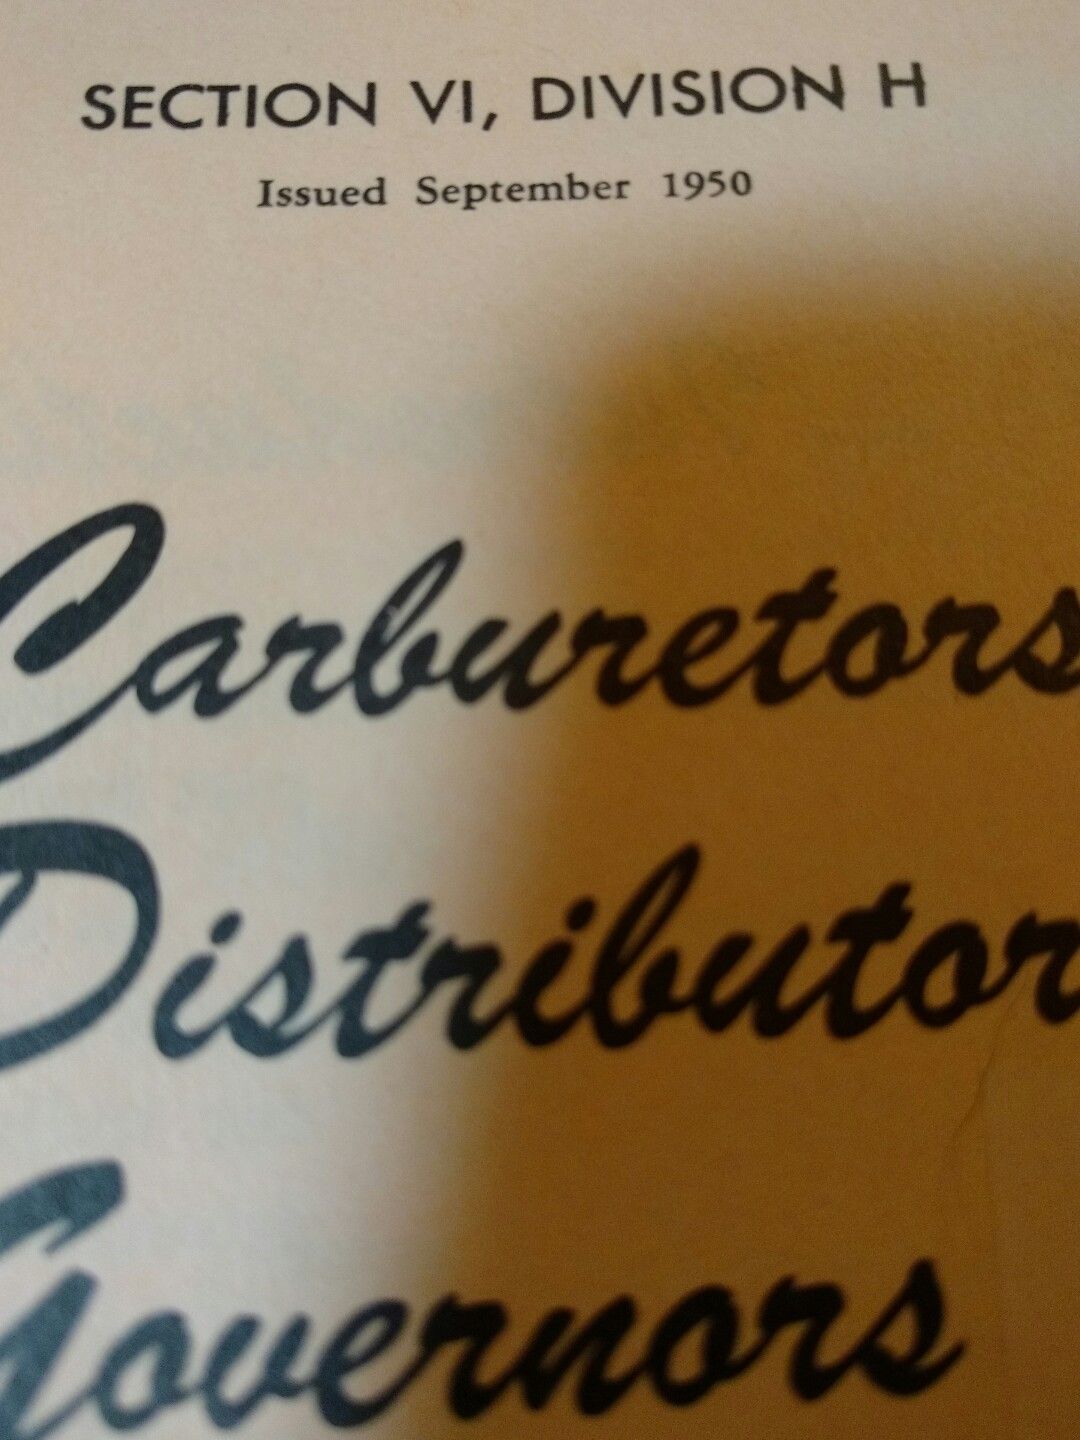 SECTION VI, DIVISION H
Issued September 1950
Carburetors
Distributor
Governors